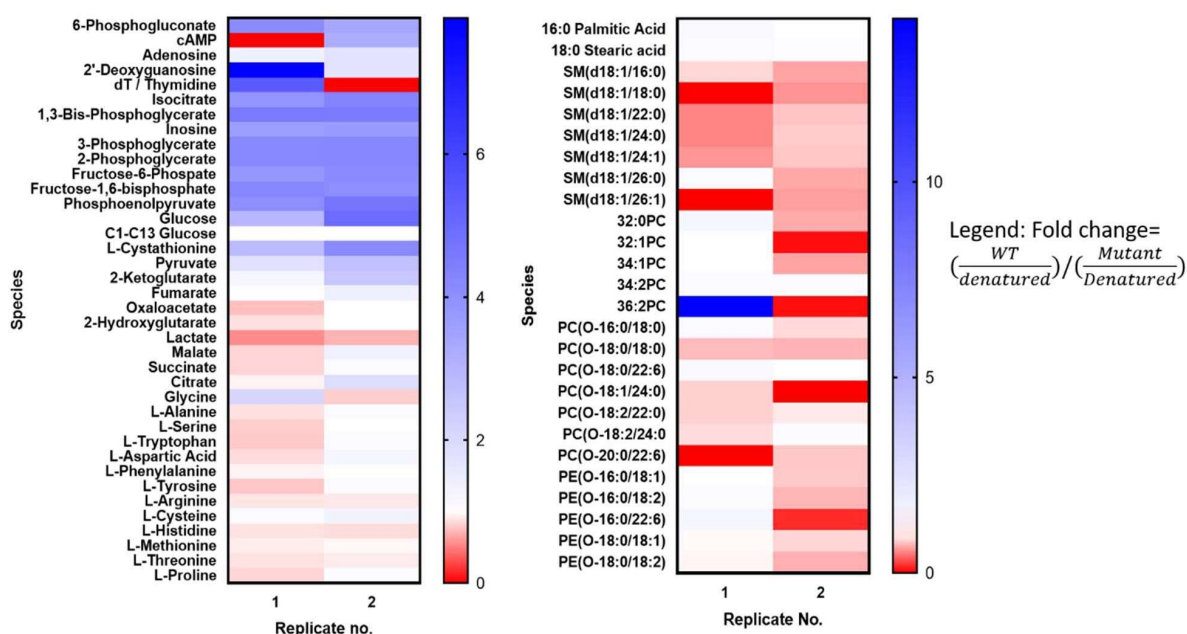 6-Phosphogluconate
cAMP
Adenosine
2'-Deoxyguanosine
dT / Thymidine
Isocitrate
1,3-Bis-Phosphoglycerate
Inosine
3-Phosphoglycerate
2-Phosphoglycerate
Fructose-6-Phospate
Fructose-1,6-bisphosphate
Phosphoenolpyruvate
Glucose
C1-C13 Glucose
L-Cystathionine
Pyruvate
2-Ketoglutarate
Fumarate
Oxaloacetate
2-Hydroxyglutarate
Lactate
Malate
Succinate
Citrate
Glycine
L-Alanine
L-Serine
L-Tryptophan
L-Aspartic Acid
L-Phenylalanine
L-Tyrosine
L-Arginine
L-Cysteine
L-Histidine
L-Methionine
L-Threonine
L-Proline
Species
1 2
Replicate no.
6
4
2
0
16:0 Palmitic Acid
18:0 Stearic acid
SM(d18:1/16:0)
SM(d18:1/18:0)
SM(d18:1/22:0)
SM(d18:1/24:0)
SM(d18:1/24:1)
SM(d18:1/26:0)
SM(d18:1/26:1)
32:0PC
32:1PC
34:1PC
34:2PC
36:2PC
PC(O-16:0/18:0)
PC(O-18:0/18:0)
PC(O-18:0/22:6)
PC(O-18:1/24:0)
PC(O-18:2/22:0)
PC(O-18:2/24:0
PC(O-20:0/22:6)
PE(O-16:0/18:1)
PE(O-16:0/18:2)
PE(O-16:0/22:6)
PE(O-18:0/18:1)
PE(O-18:0/18:2)
Species
1 2
Replicate No.
10
5
0
Legend: Fold change=
(WT/denatured)/(Mutant/Denatured)